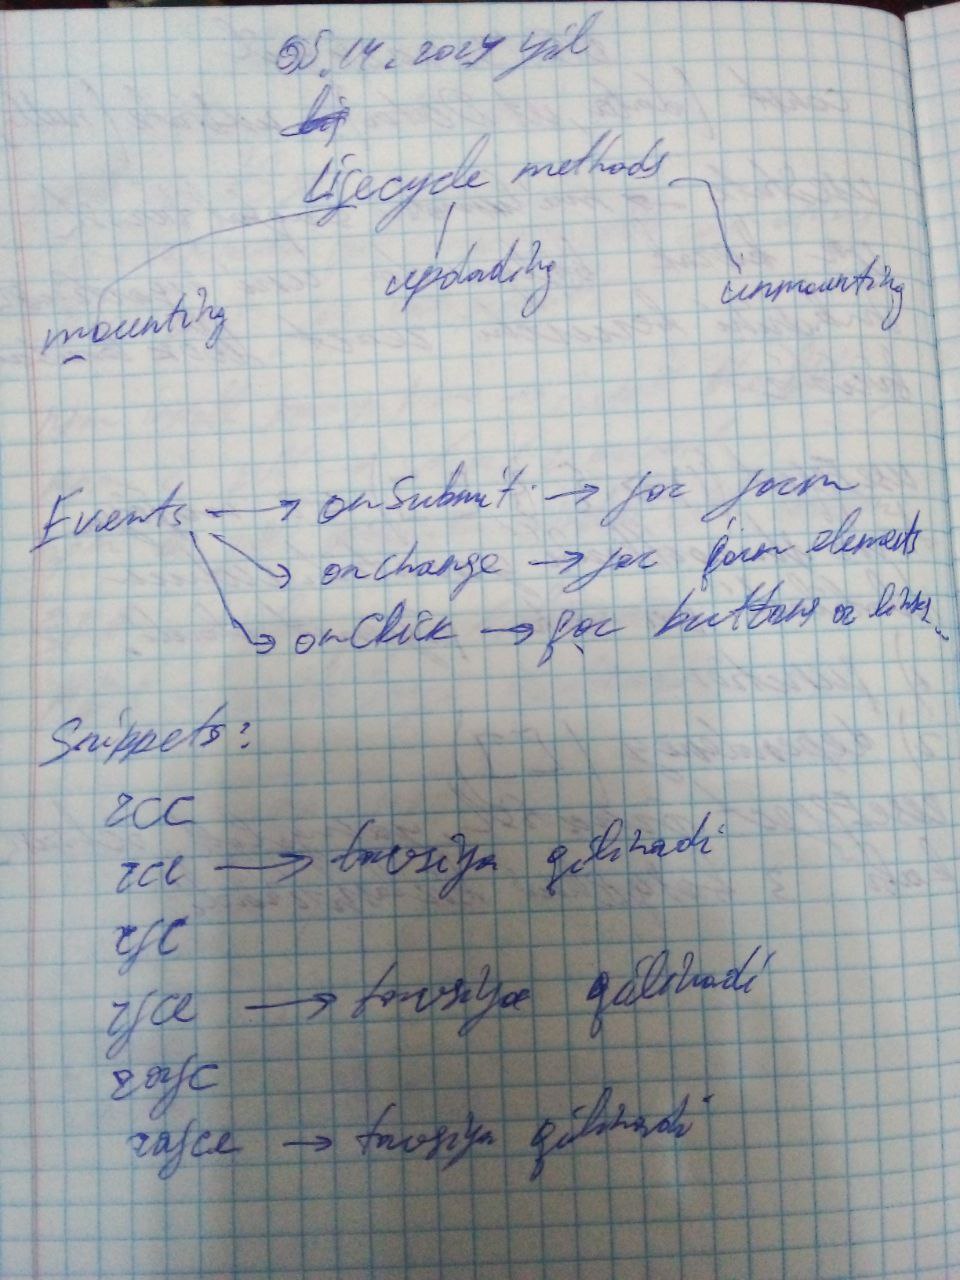 05.14.2024 yil
Lifecycle methods
mounting updading unmounting
Events → onSubmit → for form
→ onchange → for form elements
→ onClick → for buttons or links
Snippets:
rcc
rce → tavsiya qilinadi
rfc
rfce → tavsiya qilinadi
rafc
rafce → tavsiya qilinadi